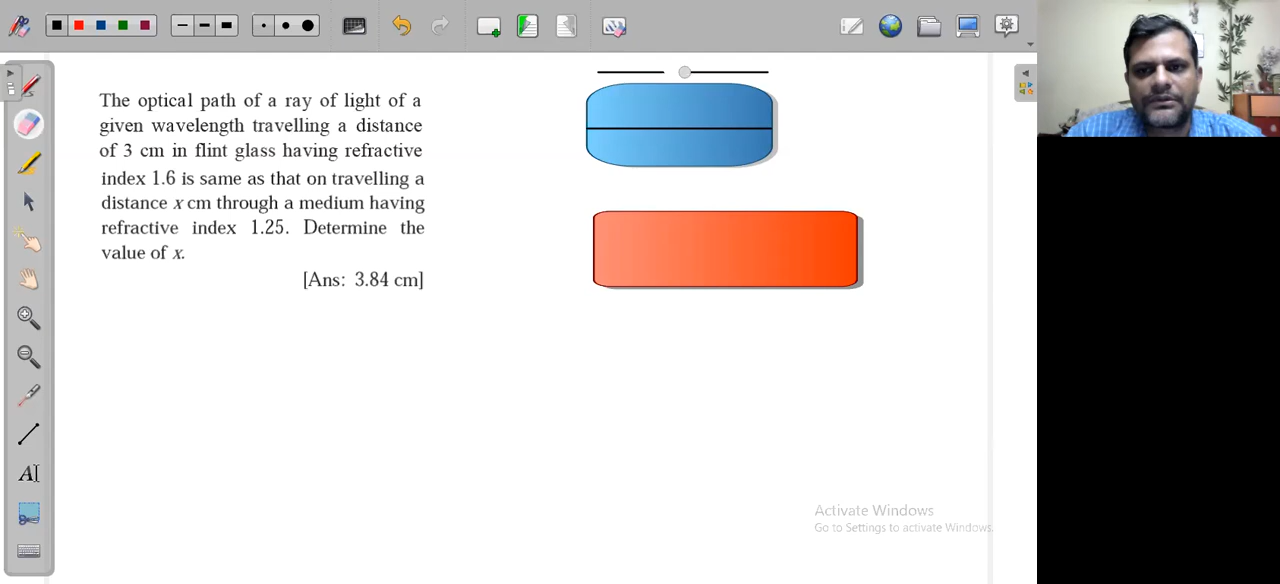 The optical path of a ray of light of a
given wavelength travelling a distance
of 3 cm in flint glass having refractive
index 1.6 is same as that on travelling a
distance x cm through a medium having
refractive index 1.25. Determine the
value of x.
[Ans: 3.84 cm]
A
Activate Windows
Go to Settings to activate Windows.